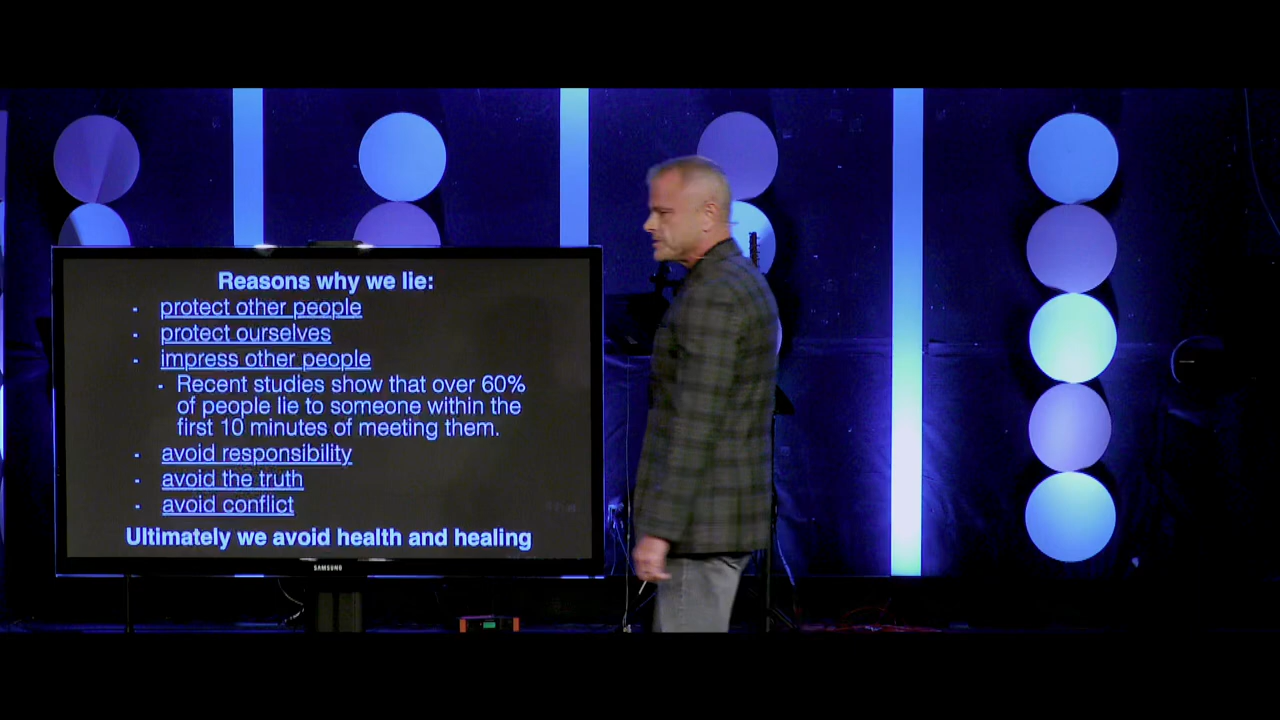 Reasons why we lie:
· protect other people
· protect ourselves
· impress other people
· Recent studies show that over 60%
of people lie to someone within the
first 10 minutes of meeting them.
· avoid responsibility
· avoid the truth
· avoid conflict
Ultimately we avoid health and healing
SAMSUNG